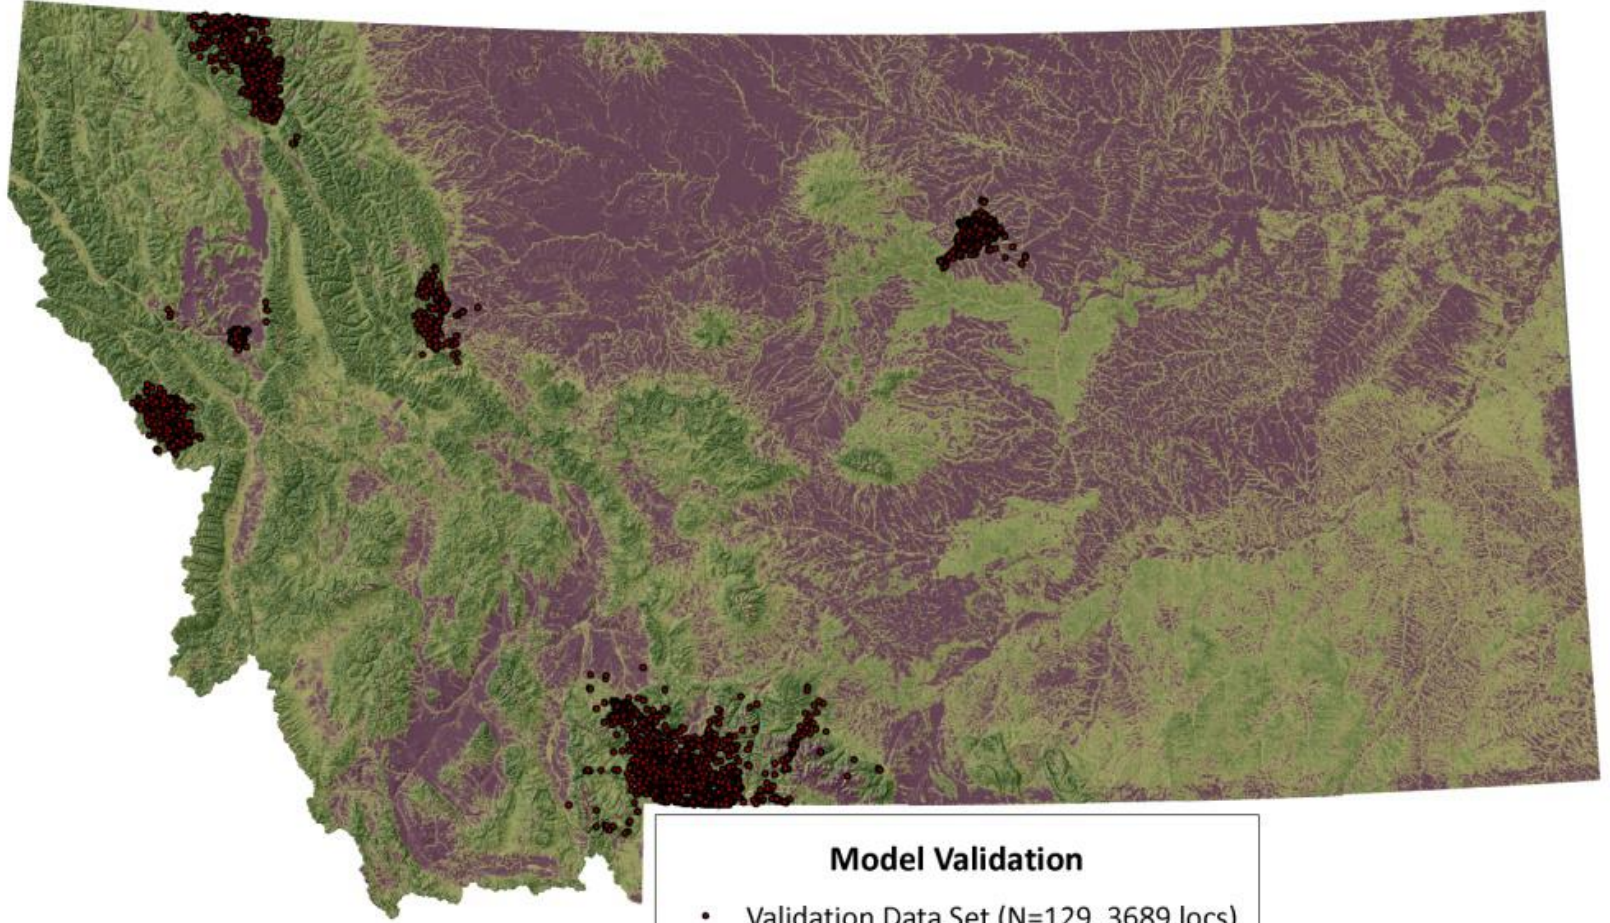 Model Validation
• Validation Data Set (N=129, 3689 locs)